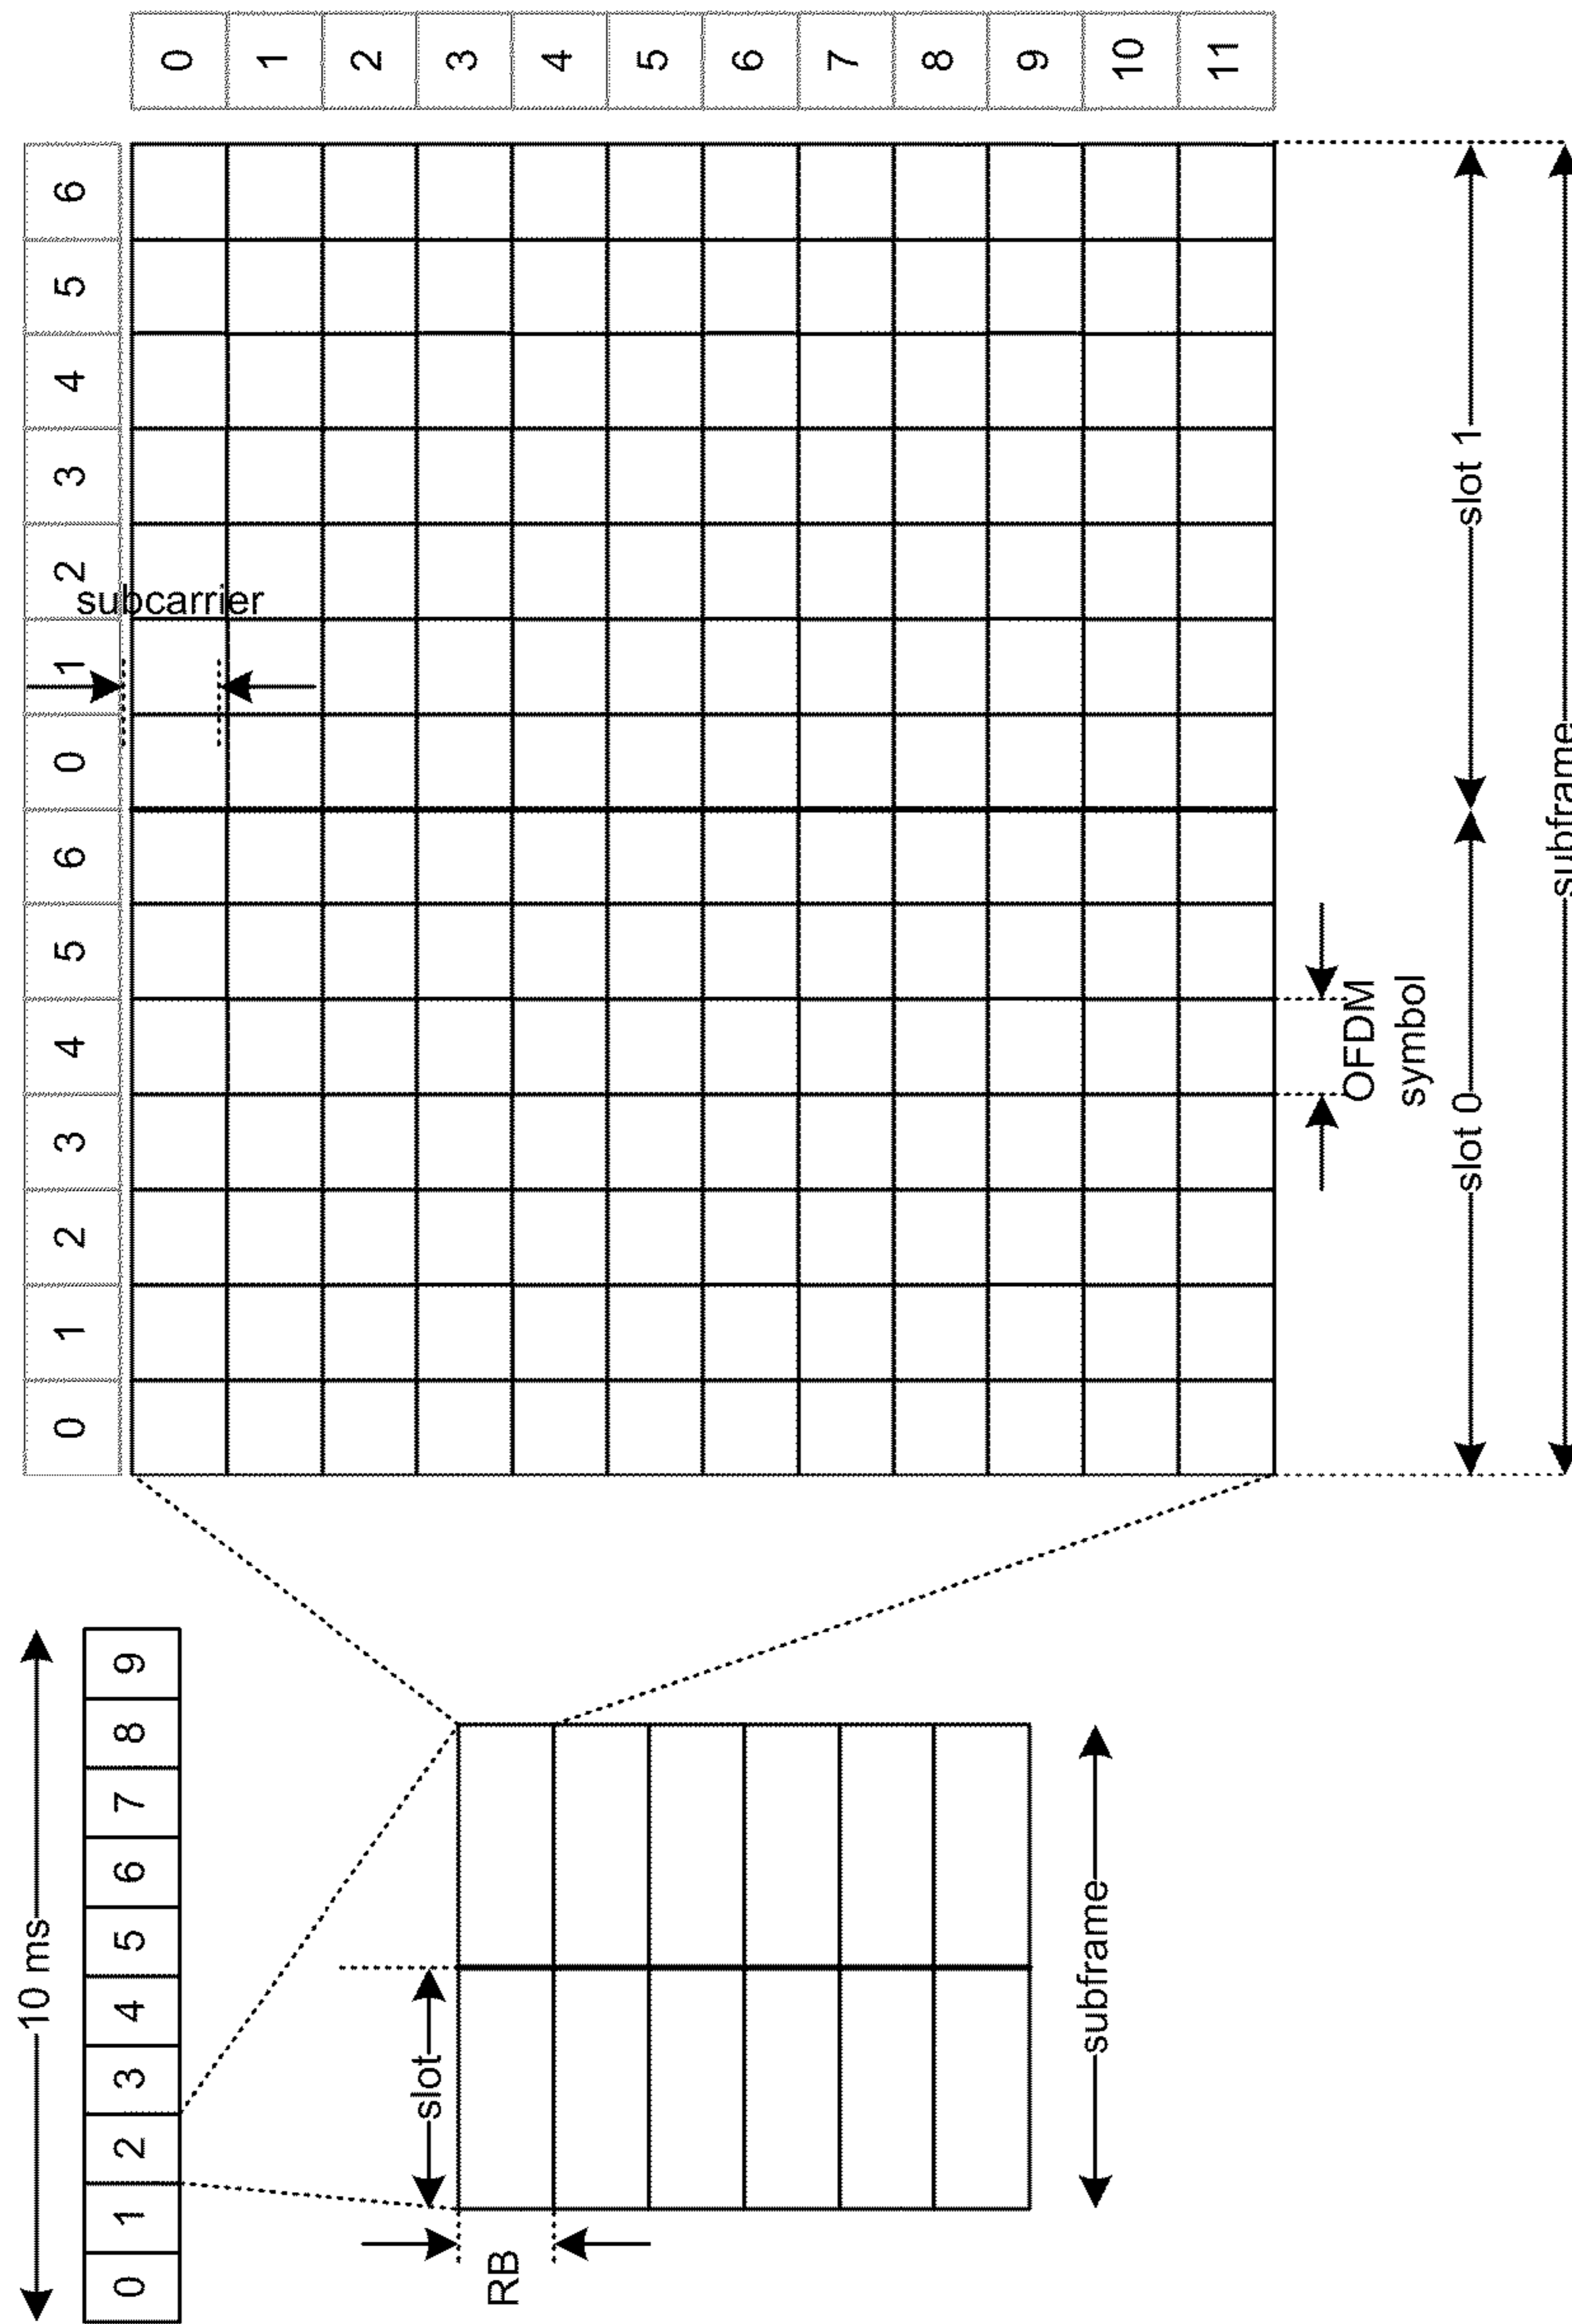 10 ms
0 1 2 3 4 5 6 7 8 9
slot
RB
subframe
0 1 2 3 4 5 6 0 1 2 3 4 5 6
subcarrier
0
1
2
3
4
5
6
7
8
9
10
11
OFDM
symbol
slot 0
slot 1
subframe